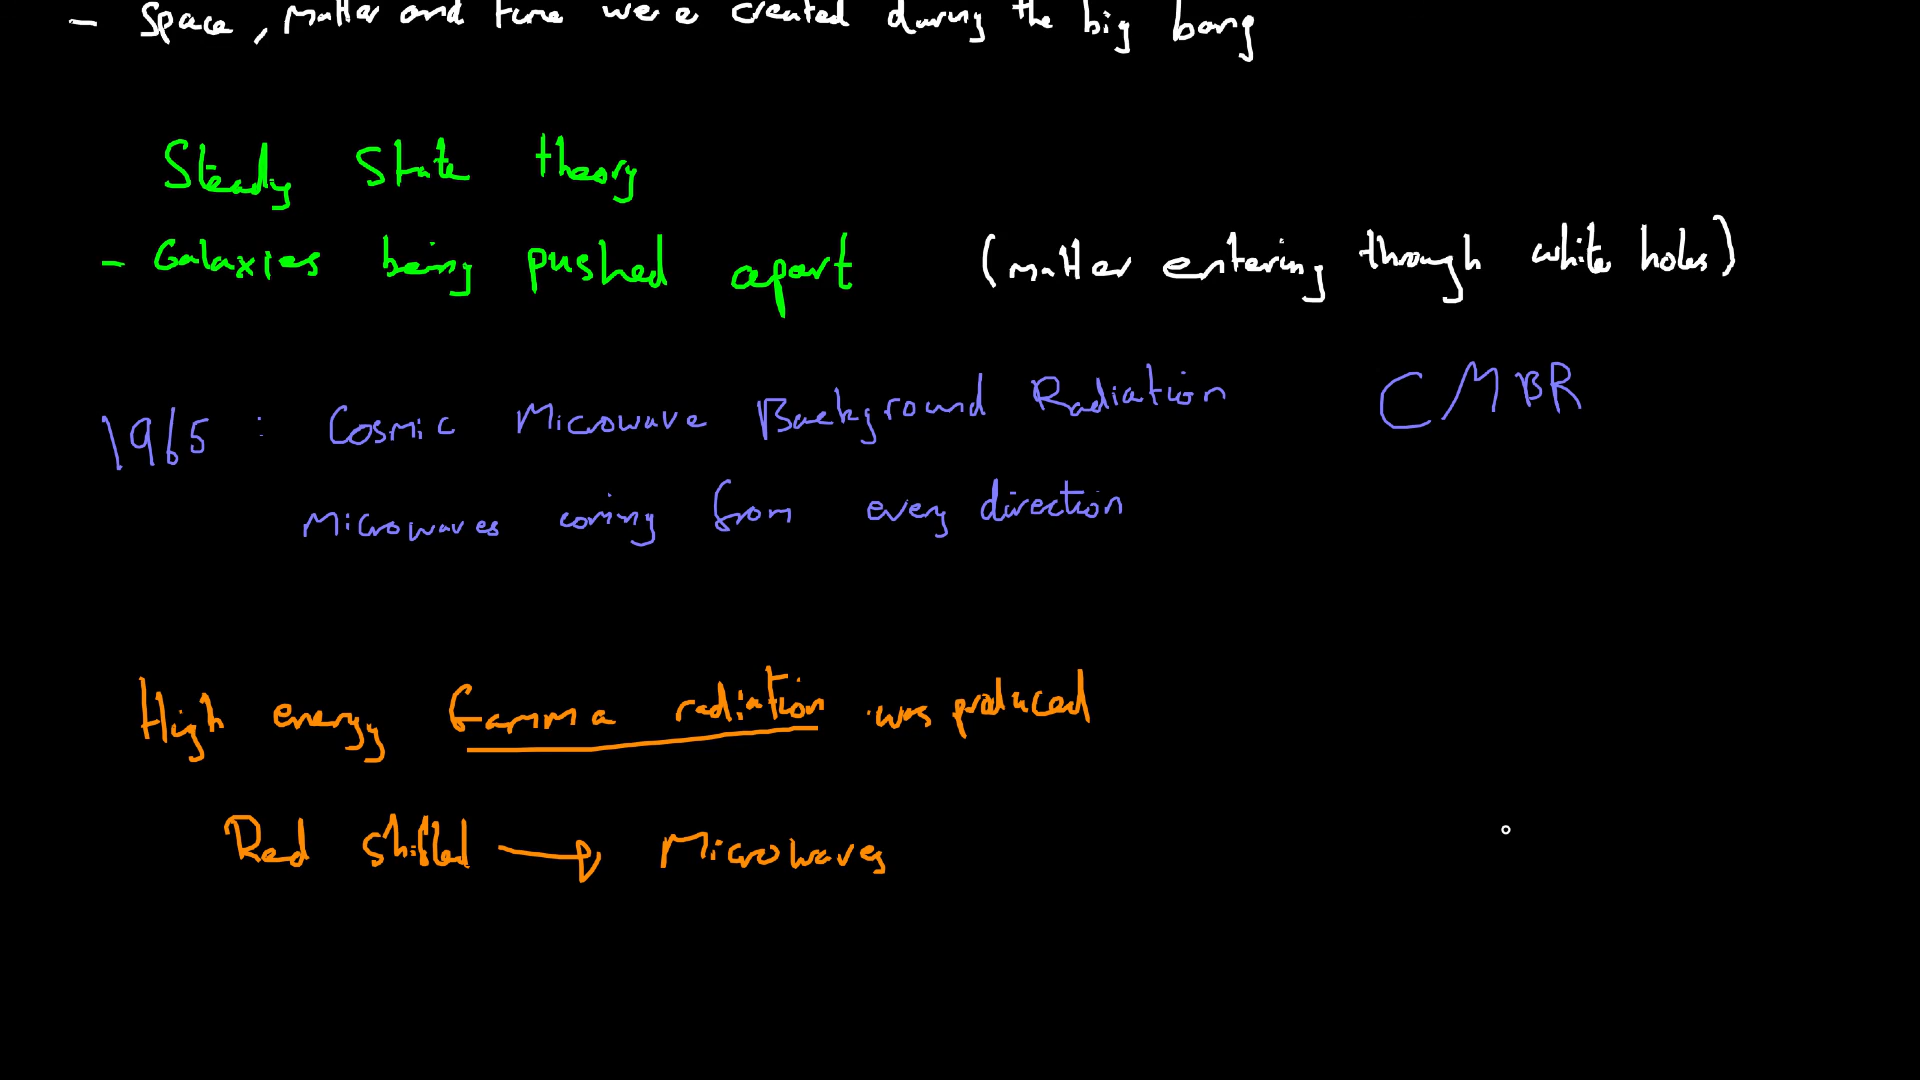 - Space, matter and time were created during the big bang
Steady State theory
- Galaxies being pushed apart (matter entering through white holes)
1965 : Cosmic Microwave Background Radiation CMBR
Microwaves coming from every direction
High energy Gamma radiation was produced
Red shifted → Microwaves